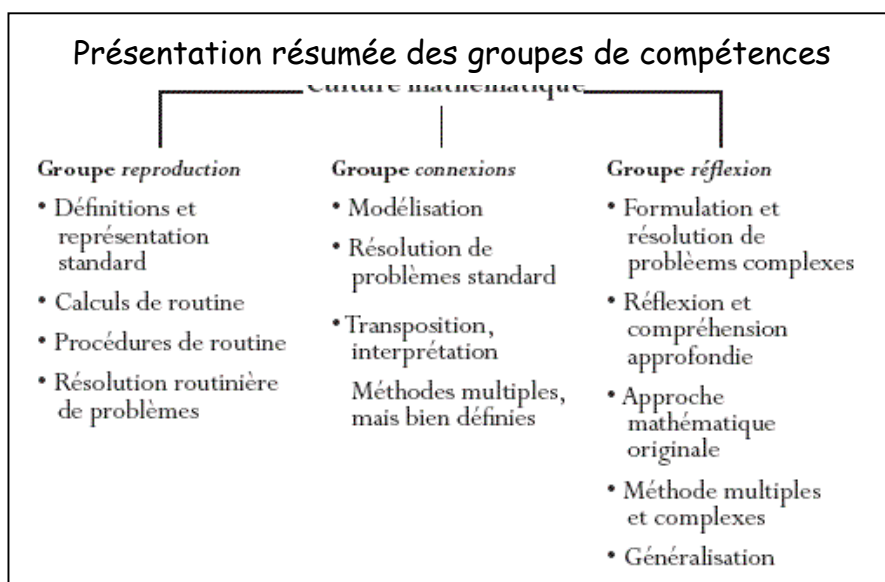 Présentation résumée des groupes de compétences
Culture mathématique
Groupe reproduction
• Définitions et
représentation
standard
• Calculs de routine
• Procédures de routine
• Résolution routinière
de problèmes
Groupe connexions
• Modélisation
• Résolution de
problèmes standard
• Transposition,
interprétation
Méthodes multiples,
mais bien définies
Groupe réflexion
• Formulation et
résolution de
problèems complexes
• Réflexion et
compréhension
approfondie
• Approche
mathématique
originale
• Méthode multiples
et complexes
• Généralisation